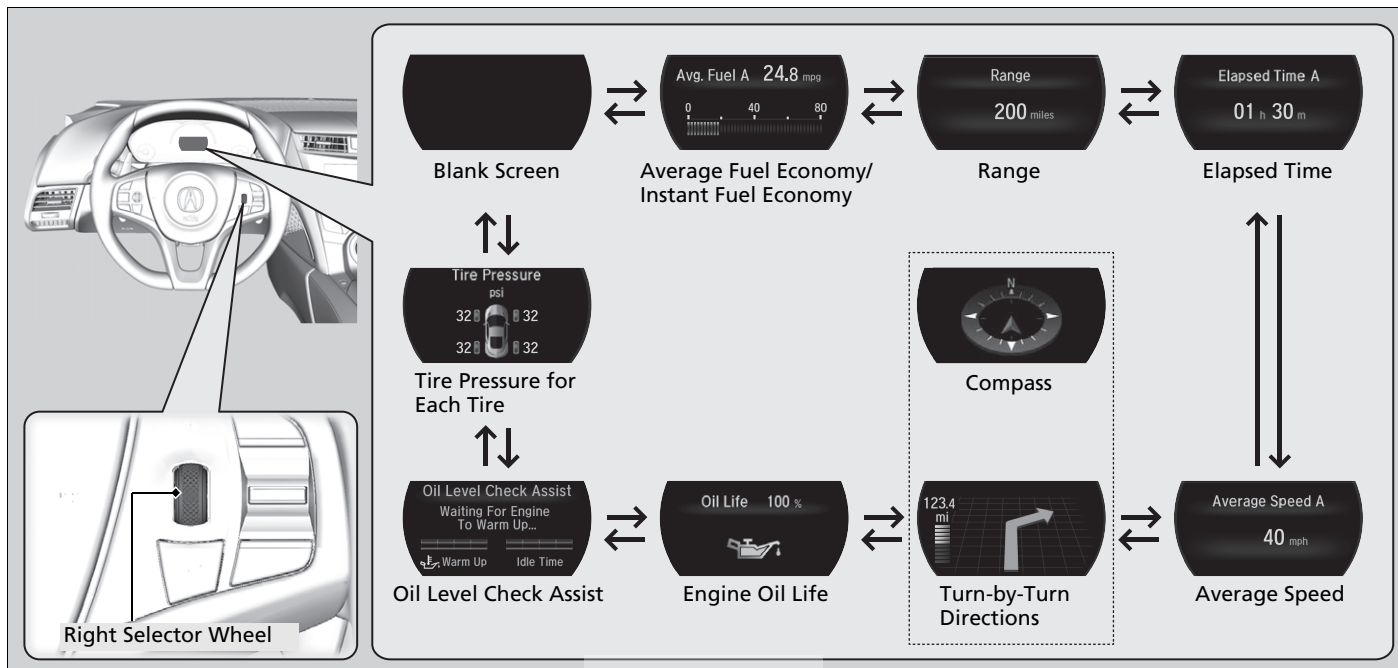 Avg. Fuel A 24.8 mpg
0 40 80
Range
200 miles
Elapsed Time A
01 h 30 m
Blank Screen
Average Fuel Economy/
Instant Fuel Economy
Range
Elapsed Time
Tire Pressure
psi
32 32
32 32
Tire Pressure for
Each Tire
N
Compass
Oil Level Check Assist
Waiting For Engine
To Warm Up...
Warm Up Idle Time
Oil Level Check Assist
Oil Life 100 %
Engine Oil Life
123.4
mi
Turn-by-Turn
Directions
Average Speed A
40 mph
Average Speed
Right Selector Wheel